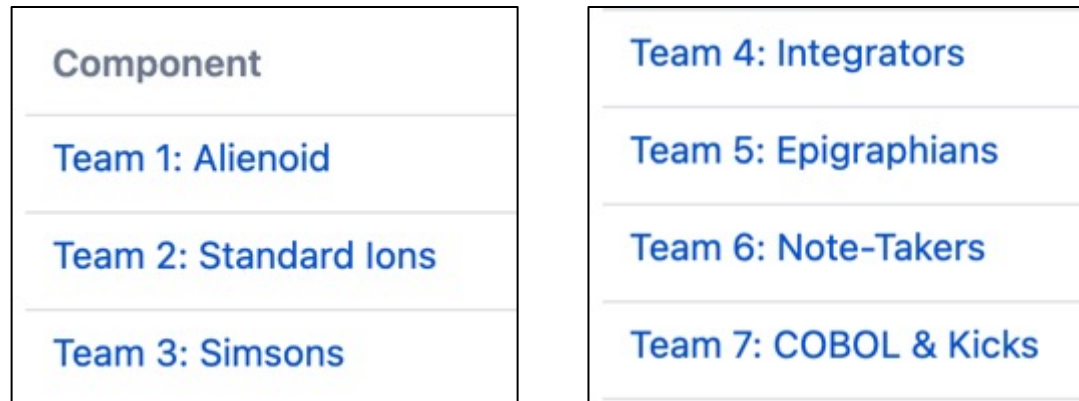 Component
Team 1: Alienoid
Team 2: Standard Ions
Team 3: Simsons
Team 4: Integrators
Team 5: Epigraphians
Team 6: Note-Takers
Team 7: COBOL & Kicks